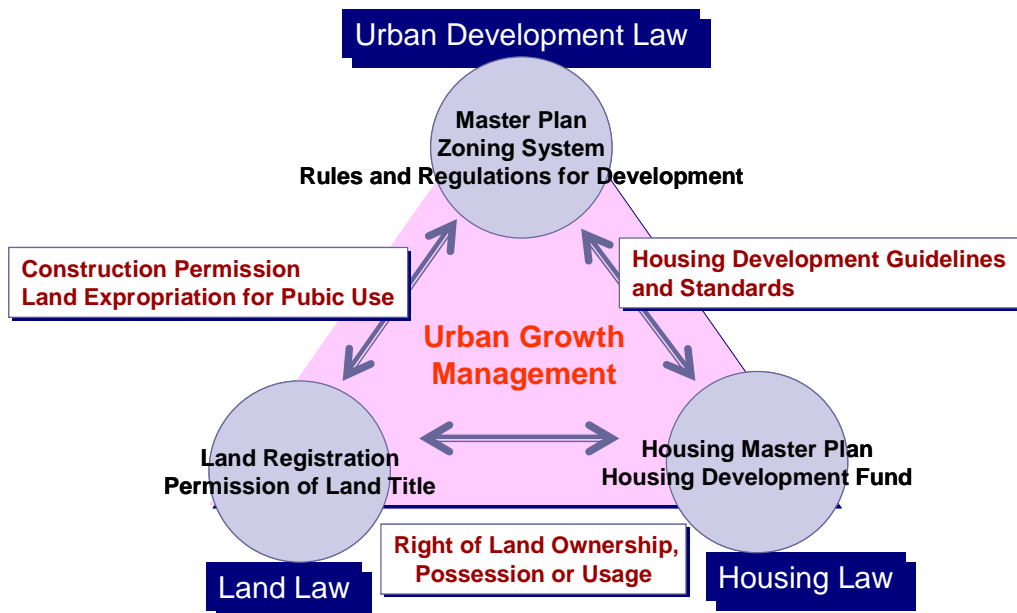 Urban Development Law
Master Plan
Zoning System
Rules and Regulations for Development
Construction Permission
Land Expropriation for Pubic Use
Housing Development Guidelines
and Standards
Urban Growth
Management
Land Registration
Permission of Land Title
Housing Master Plan
Housing Development Fund
Right of Land Ownership,
Possession or Usage
Land Law
Housing Law